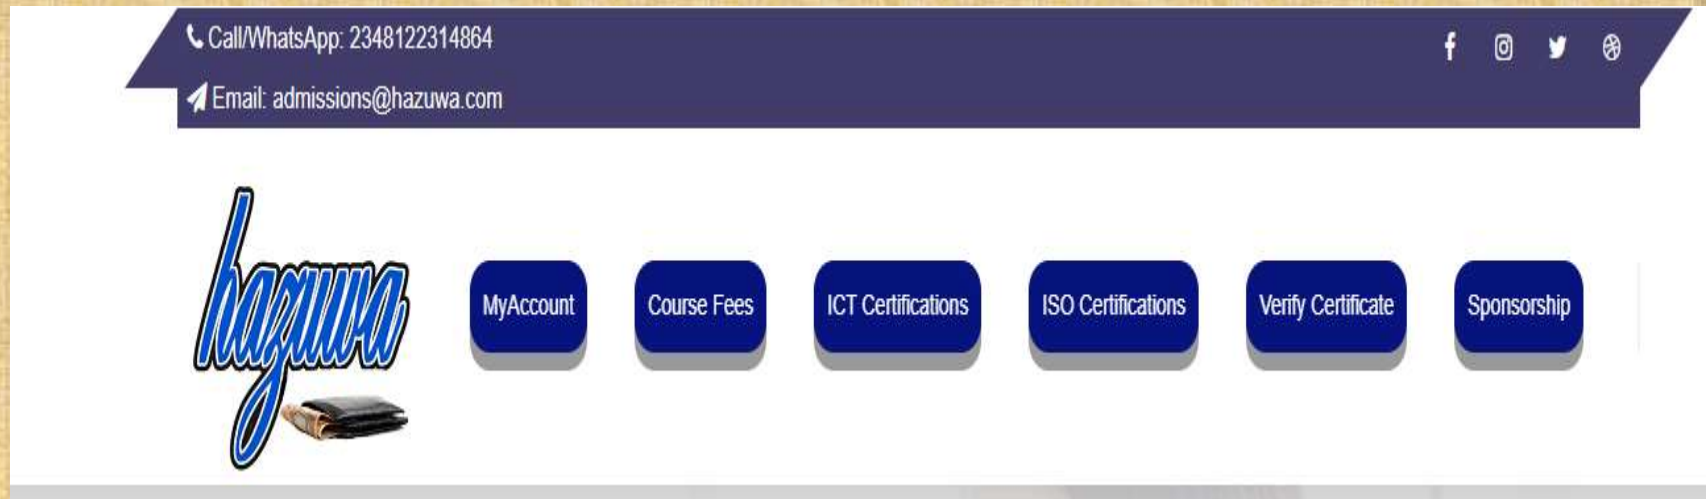 Call/WhatsApp: 2348122314864
Email: admissions@hazuwa.com
hazuwa
MyAccount
Course Fees
ICT Certifications
ISO Certifications
Verify Certificate
Sponsorship